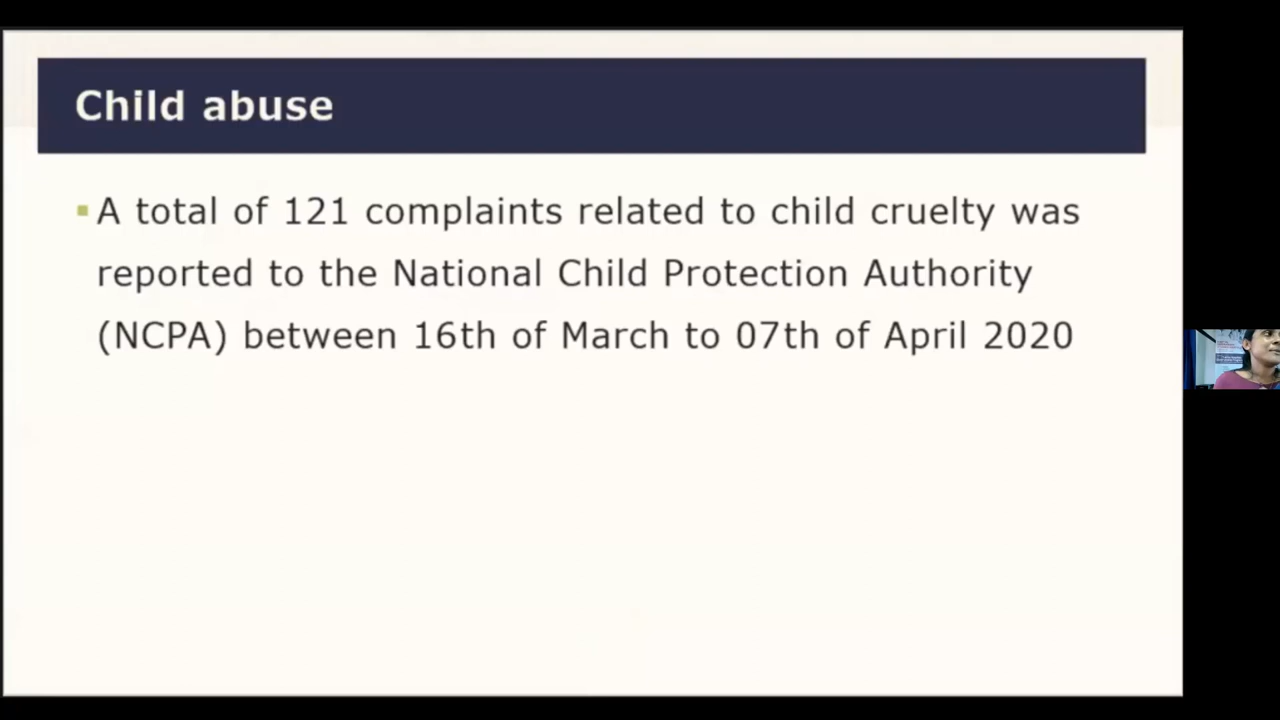 Child abuse
A total of 121 complaints related to child cruelty was
reported to the National Child Protection Authority
(NCPA) between 16th of March to 07th of April 2020